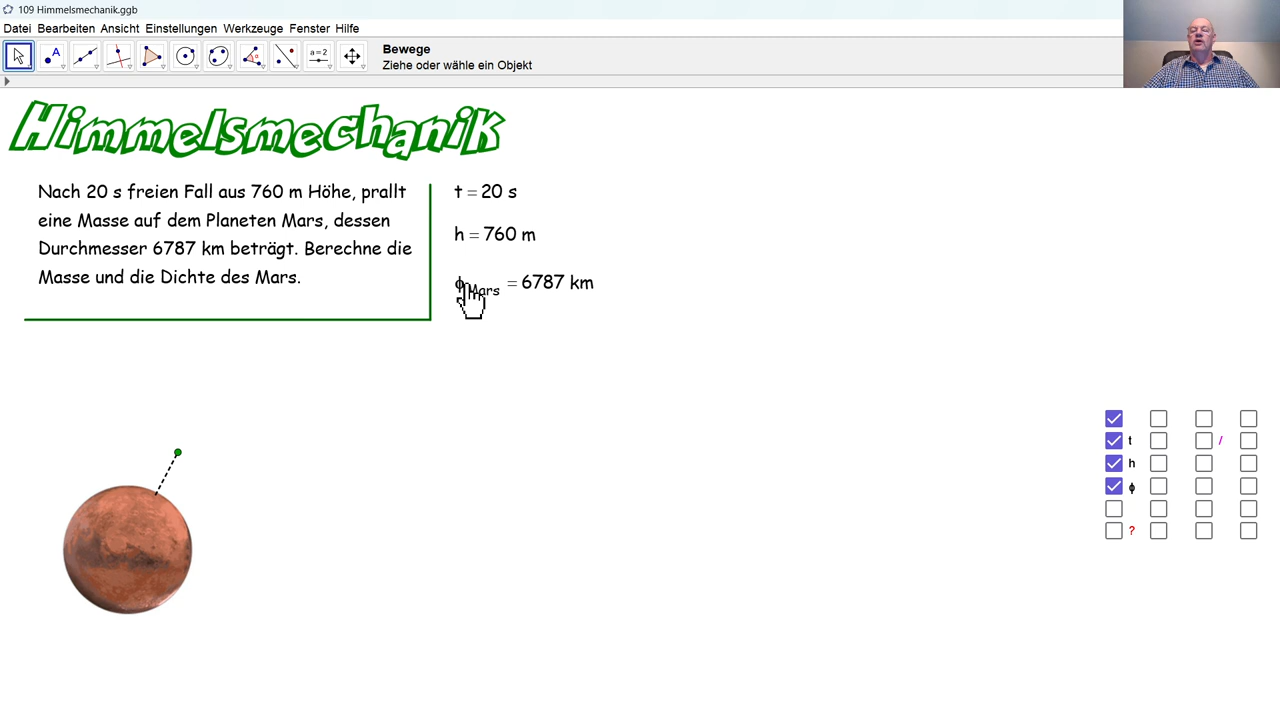 109 Himmelsmechanik.ggb
Datei Bearbeiten Ansicht Einstellungen Werkzeuge Fenster Hilfe
A
a=2
Bewege
Ziehe oder wähle ein Objekt
Himmelsmechanik
Nach 20 s freien Fall aus 760 m Höhe, prallt
eine Masse auf dem Planeten Mars, dessen
Durchmesser 6787 km beträgt. Berechne die
Masse und die Dichte des Mars.
t = 20 s
h = 760 m
ϕ Mars = 6787 km
t /
h
ϕ
?